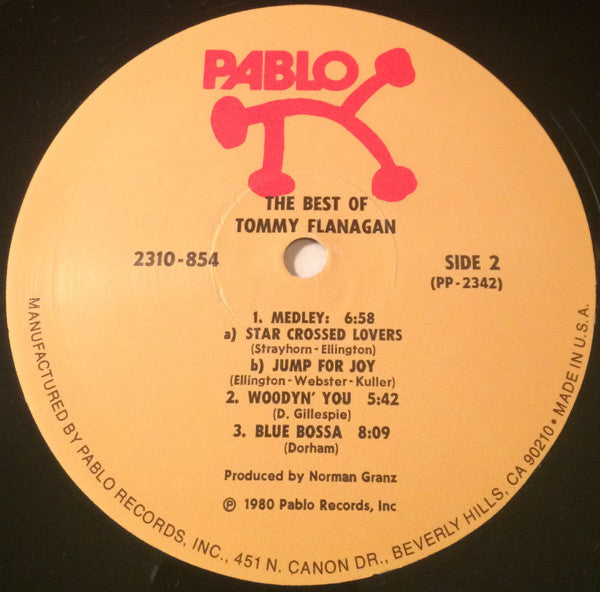 PABLO
THE BEST OF
TOMMY FLANAGAN
2310-854
SIDE 2
(PP-2342)
1. MEDLEY: 6:58
a) STAR CROSSED LOVERS
(Strayhorn-Ellington)
b) JUMP FOR JOY
(Ellington-Webster-Kuller)
2. WOODYN' YOU 5:42
(D. Gillespie)
3. BLUE BOSSA 8:09
(Dorham)
Produced by Norman Granz
℗ 1980 Pablo Records, Inc
MANUFACTURED BY PABLO RECORDS, INC., 451 N. CANON DR., BEVERLY HILLS, CA 90210 • MADE IN U.S.A.